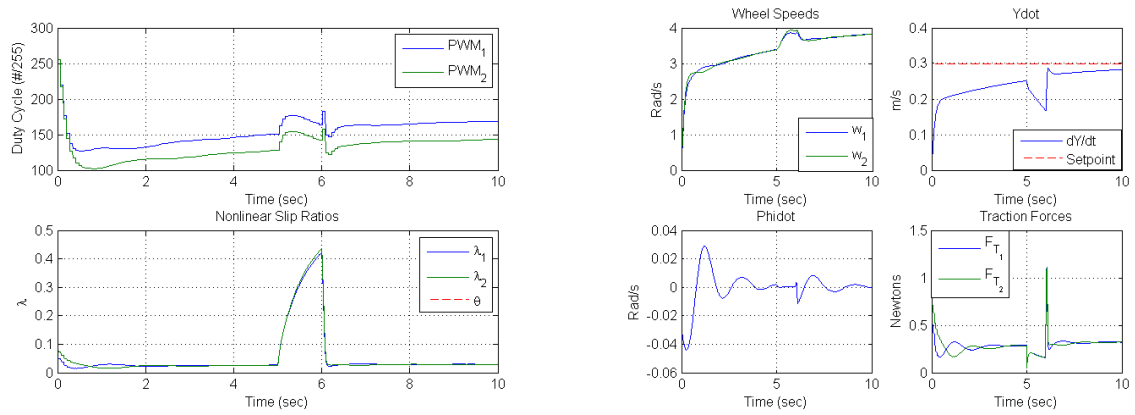 300
250
200
150
100
0
2
4
6
8
10
Duty Cycle (#/255)
Time (sec)
PWM1
PWM2
Wheel Speeds
4
3
2
1
0
0
5
10
Rad/s
Time (sec)
w1
w2
Ydot
0.4
0.3
0.2
0.1
0
0
5
10
m/s
Time (sec)
dY/dt
Setpoint
Nonlinear Slip Ratios
0.5
0.4
0.3
0.2
0.1
0
0
2
4
6
8
10
λ
Time (sec)
λ1
λ2
θ
Phidot
0.04
0.02
0
-0.02
-0.04
-0.06
0
5
10
Rad/s
Time (sec)
Traction Forces
1.5
1
0.5
0
0
5
10
Newtons
Time (sec)
FT1
FT2